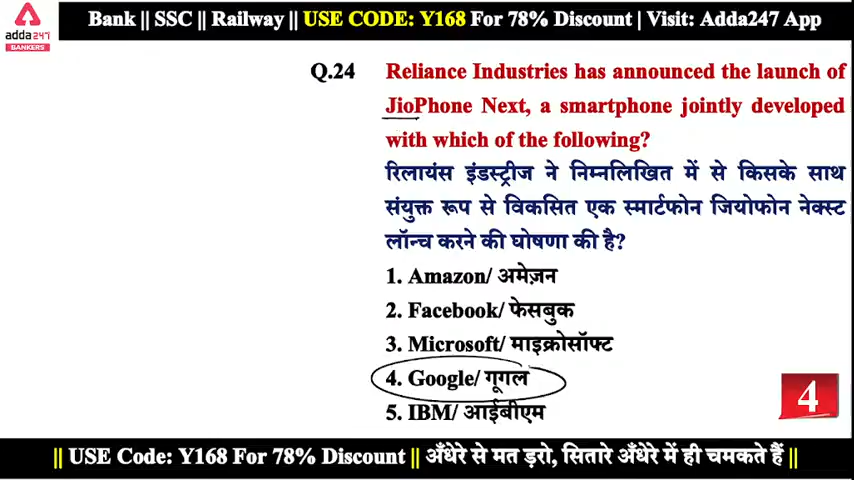 Bank || SSC || Railway || USE CODE: Y168 For 78% Discount | Visit: Adda247 App
adda247
BANKERS
Q.24 Reliance Industries has announced the launch of
JioPhone Next, a smartphone jointly developed
with which of the following?
रिलायंस इंडस्ट्रीज ने निम्नलिखित में से किसके साथ
संयुक्त रूप से विकसित एक स्मार्टफोन जियोफोन नेक्स्ट
लॉन्च करने की घोषणा की है?
1. Amazon/ अमेज़न
2. Facebook/ फेसबुक
3. Microsoft/ माइक्रोसॉफ्ट
4. Google/ गूगल
5. IBM/ आईबीएम
4
|| USE Code: Y168 For 78% Discount || अँधेरे से मत ड़रो, सितारे अँधेरे में ही चमकते हैं ||